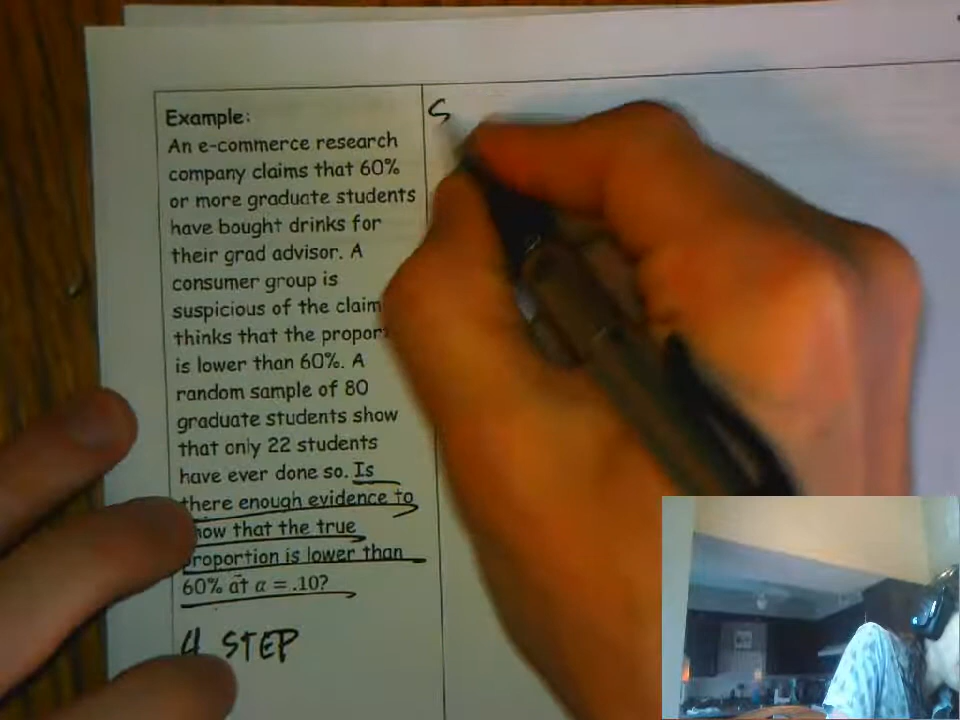 Example:
An e-commerce research
company claims that 60%
or more graduate students
have bought drinks for
their grad advisor. A
consumer group is
suspicious of the claim
thinks that the
is lower than 60%. A
random sample of 80
graduate students show
that only 22 students
have ever done so. Is
there enough evidence to
show that the true
proportion is lower than
60% at α = .10?
4 STEP
S